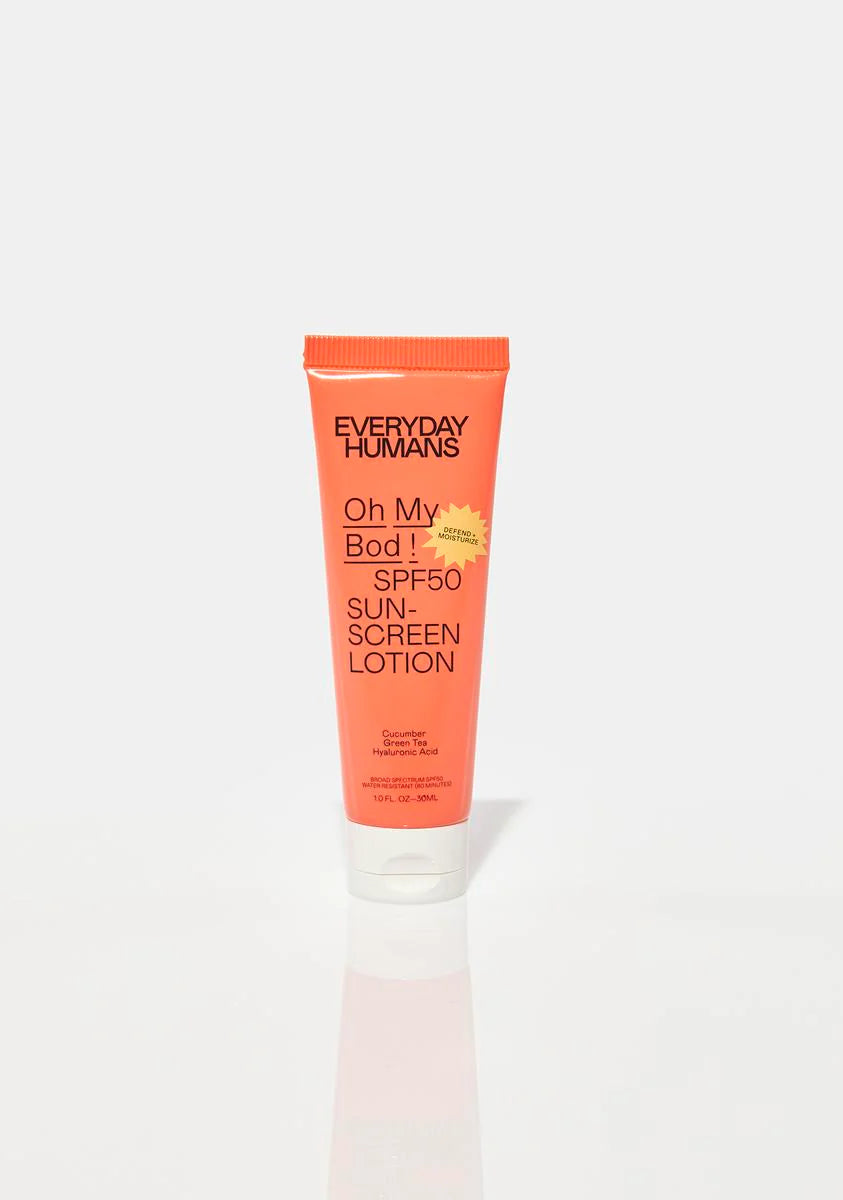 EVERYDAY
HUMANS
Oh My
Bod !
DEFEND +
MOISTURIZE
SPF50
SUN-
SCREEN
LOTION
Cucumber
Green Tea
Hyaluronic Acid
BROAD SPECTRUM SPF50
WATER RESISTANT (80 MINUTES)
1.0 FL. OZ—30ML